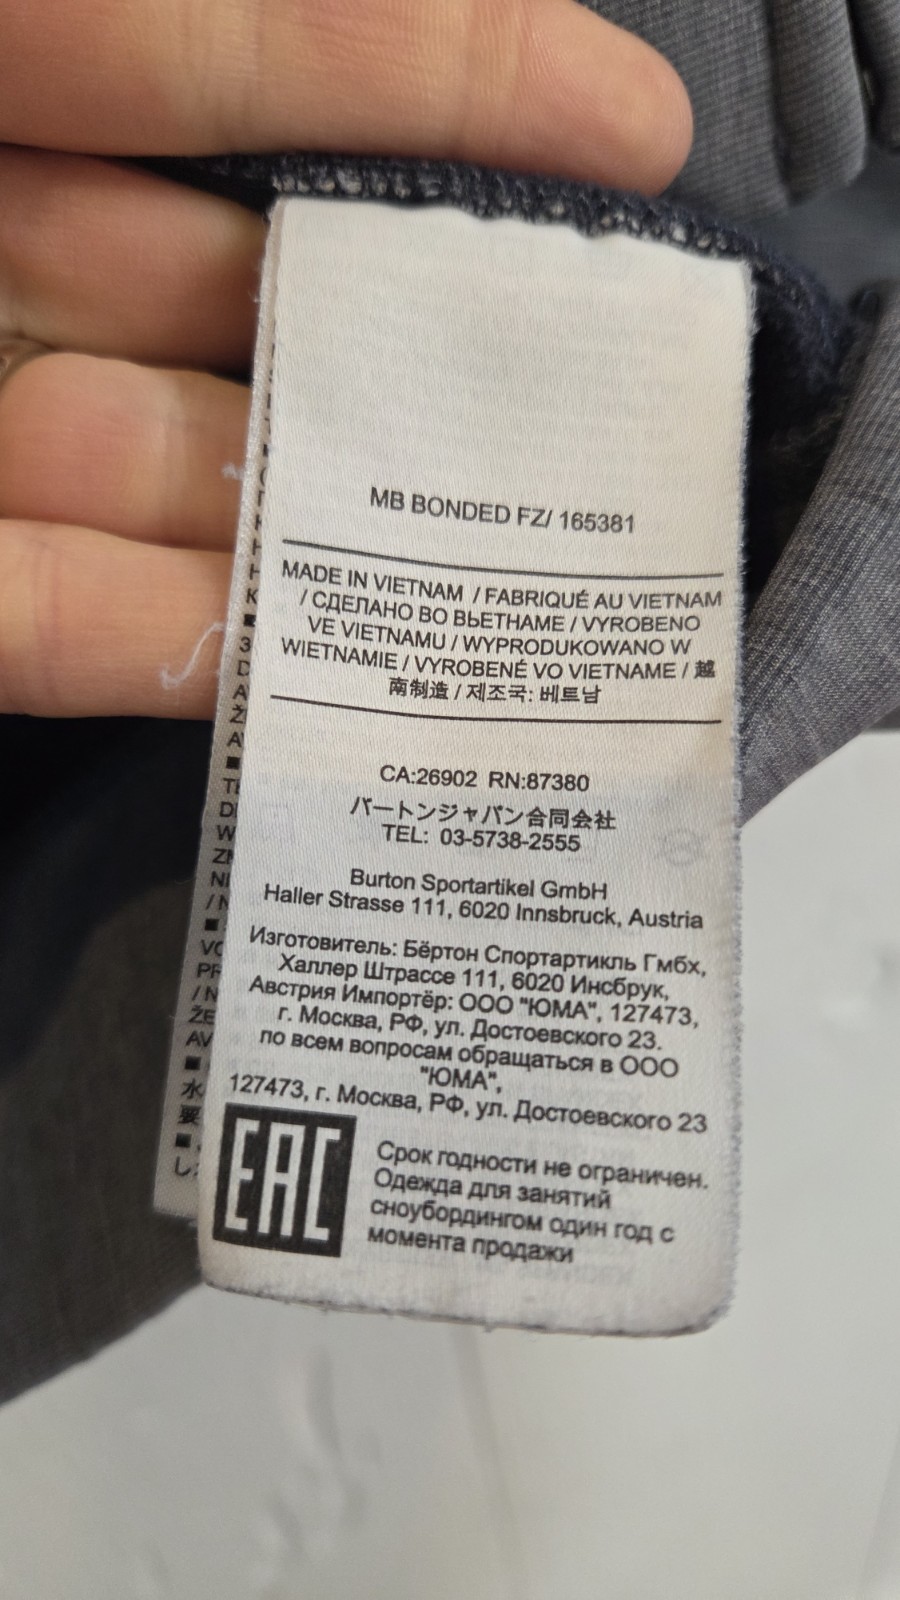 MB BONDED FZ/ 165381
MADE IN VIETNAM / FABRIQUÉ AU VIETNAM
/ СДЕЛАНО ВО ВЬЕТНАМЕ / VYROBENO
VE VIETNAMU / WYPRODUKOWANO W
WIETNAMIE / VYROBENÉ VO VIETNAME / 越
南制造 / 제조국: 베트남
CA:26902 RN:87380
バートンジャパン合同会社
TEL: 03-5738-2555
Burton Sportartikel GmbH
Haller Strasse 111, 6020 Innsbruck, Austria
Изготовитель: Бёртон Спортартикль Гмбх,
Халлер Штрассе 111, 6020 Инсбрук,
Австрия Импортёр: ООО "ЮМА", 127473,
г. Москва, РФ, ул. Достоевского 23.
по всем вопросам обращаться в ООО
"ЮМА",
127473, г. Москва, РФ, ул. Достоевского 23
EAC
Срок годности не ограничен.
Одежда для занятий
сноубордингом один год с
момента продажи